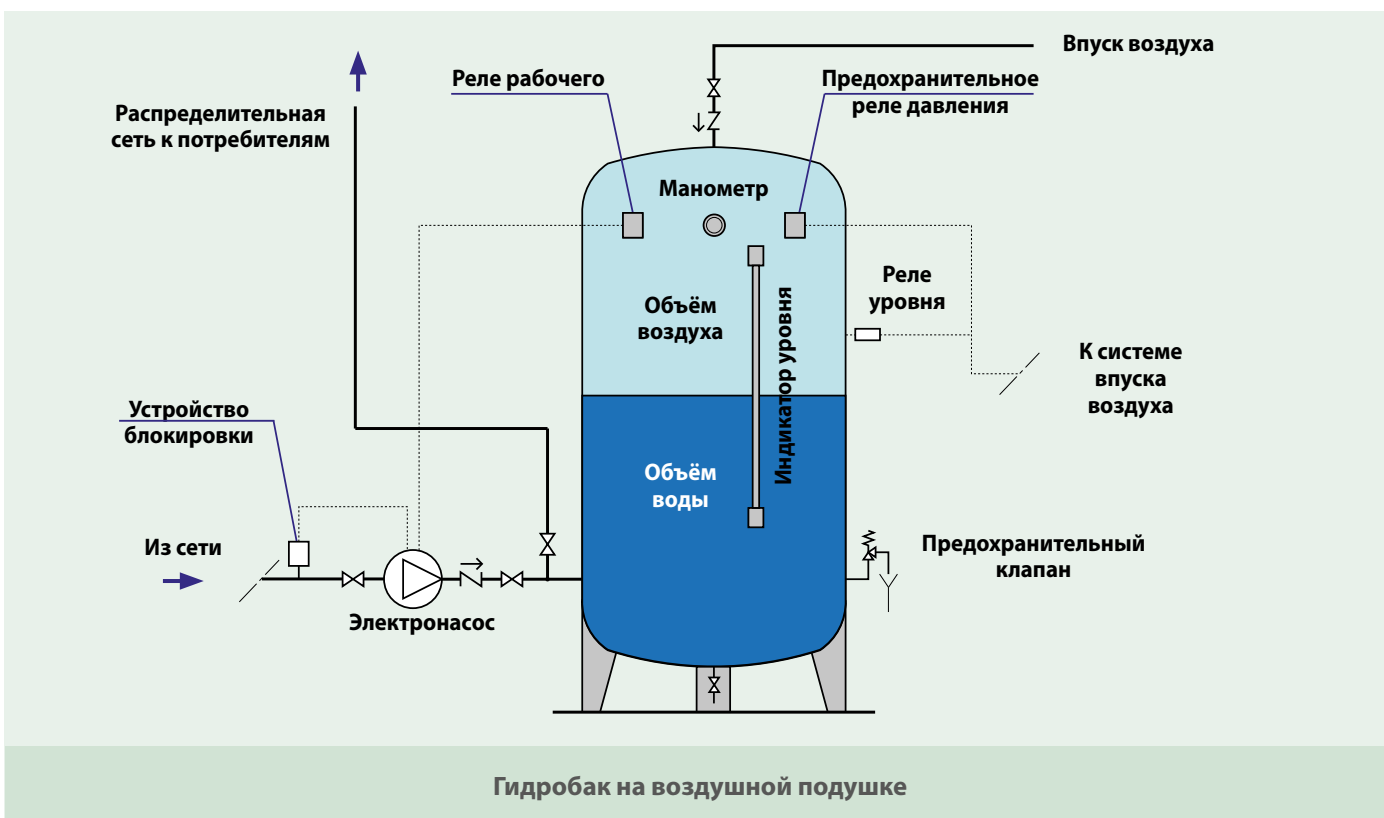 Впуск воздуха
Реле рабочего
Предохранительное
реле давления
Распределительная
сеть к потребителям
Манометр
Реле
уровня
Объём
воздуха
Индикатор уровня
К системе
впуска
воздуха
Устройство
блокировки
Объём
воды
Из сети
Предохранительный
клапан
Электронасос
Гидробак на воздушной подушке